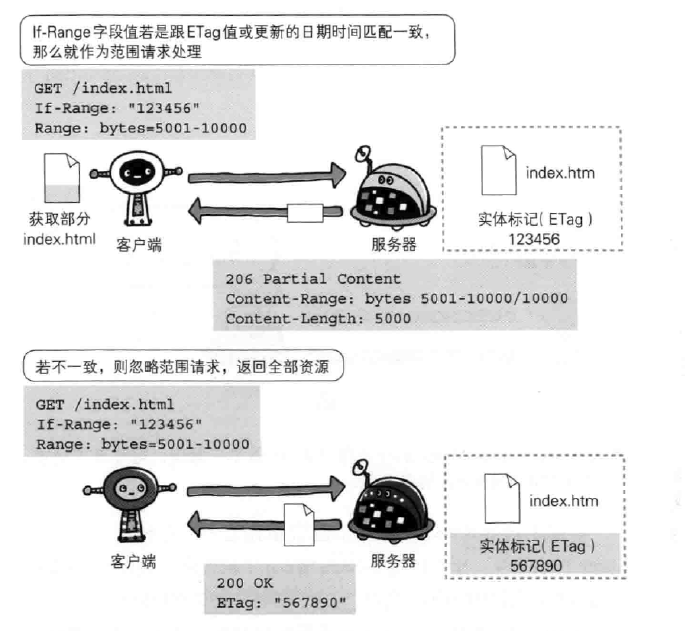 If-Range字段值若是跟ETag值或更新的日期时间匹配一致，
那么就作为范围请求处理
GET /index.html
If-Range: "123456"
Range: bytes=5001-10000
获取部分
index.html
客户端
服务器
index.htm
实体标记( ETag )
123456
206 Partial Content
Content-Range: bytes 5001-10000/10000
Content-Length: 5000
若不一致，则忽略范围请求，返回全部资源
GET /index.html
If-Range: "123456"
Range: bytes=5001-10000
客户端
服务器
index.htm
实体标记( ETag )
567890
200 OK
ETag: "567890"